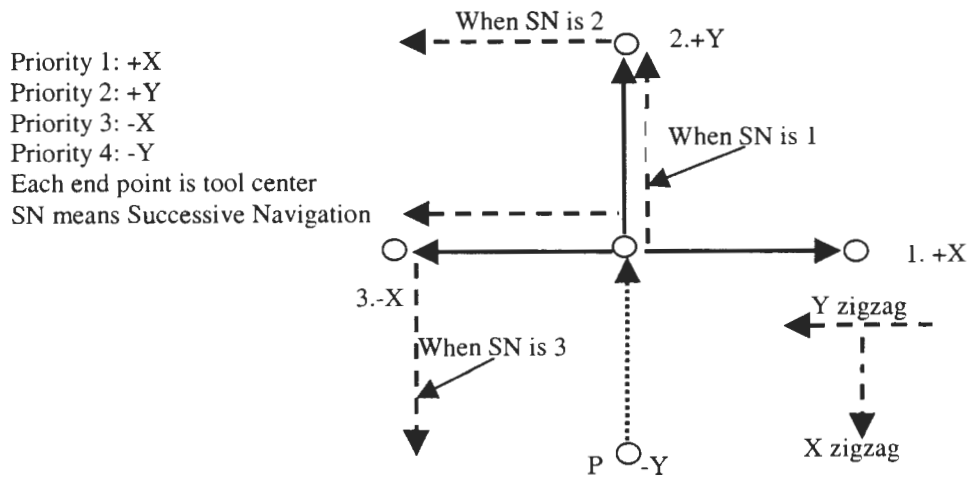 When SN is 2
2.+Y
Priority 1: +X
Priority 2: +Y
Priority 3: -X
Priority 4: -Y
Each end point is tool center
SN means Successive Navigation
When SN is 1
1. +X
3.-X
Y zigzag
When SN is 3
X zigzag
P -Y